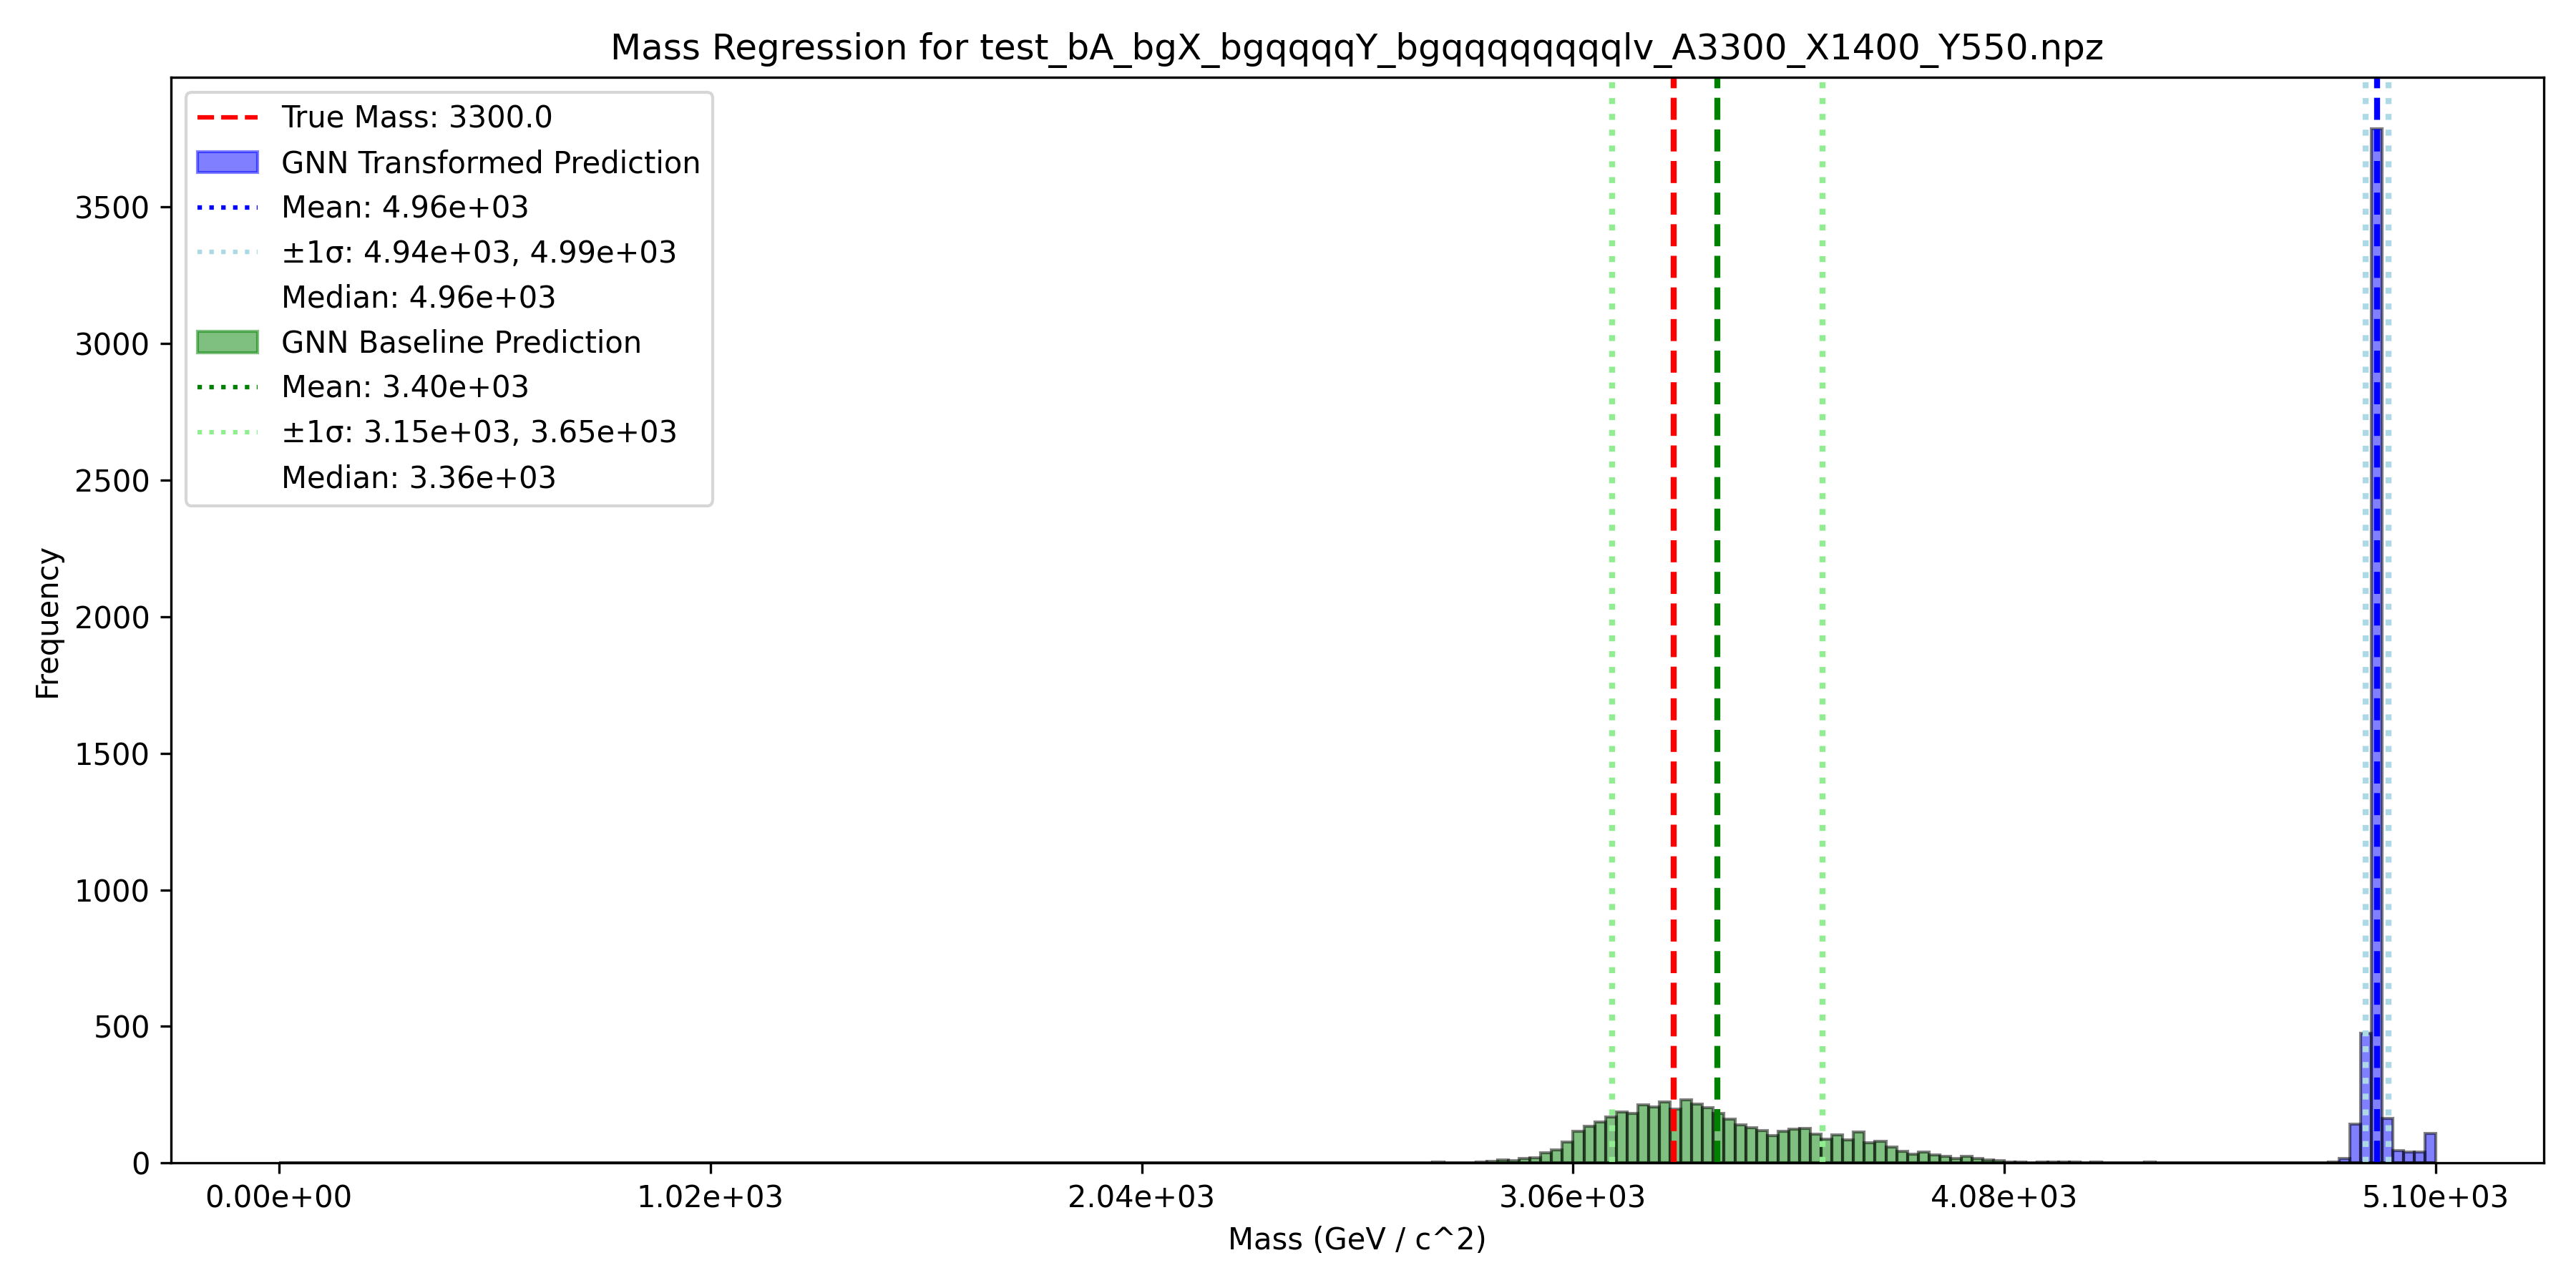 Mass Regression for test_bA_bgX_bgqqqqY_bgqqqqqqqqlv_A3300_X1400_Y550.npz
True Mass: 3300.0
GNN Transformed Prediction
Mean: 4.96e+03
±1σ: 4.94e+03, 4.99e+03
Median: 4.96e+03
GNN Baseline Prediction
Mean: 3.40e+03
±1σ: 3.15e+03, 3.65e+03
Median: 3.36e+03
Frequency
3500
3000
2500
2000
1500
1000
500
0
0.00e+00
1.02e+03
2.04e+03
3.06e+03
4.08e+03
5.10e+03
Mass (GeV / c^2)